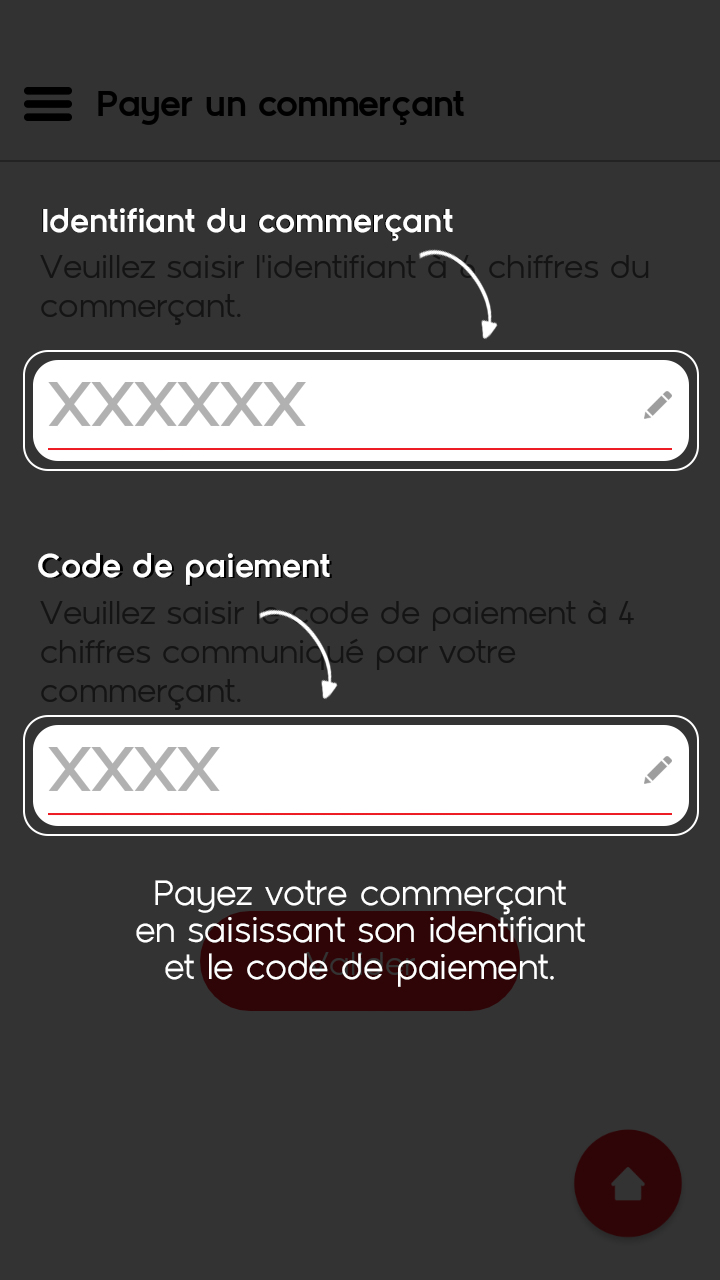 Payer un commerçant
Identifiant du commerçant
Veuillez saisir l'identifiant à 6 chiffres du
commerçant.
XXXXXX
Code de paiement
Veuillez saisir le code de paiement à 4
chiffres communiqué par votre
commerçant.
XXXX
Payez votre commerçant
en saisissant son identifiant
et le code de paiement.
Valider